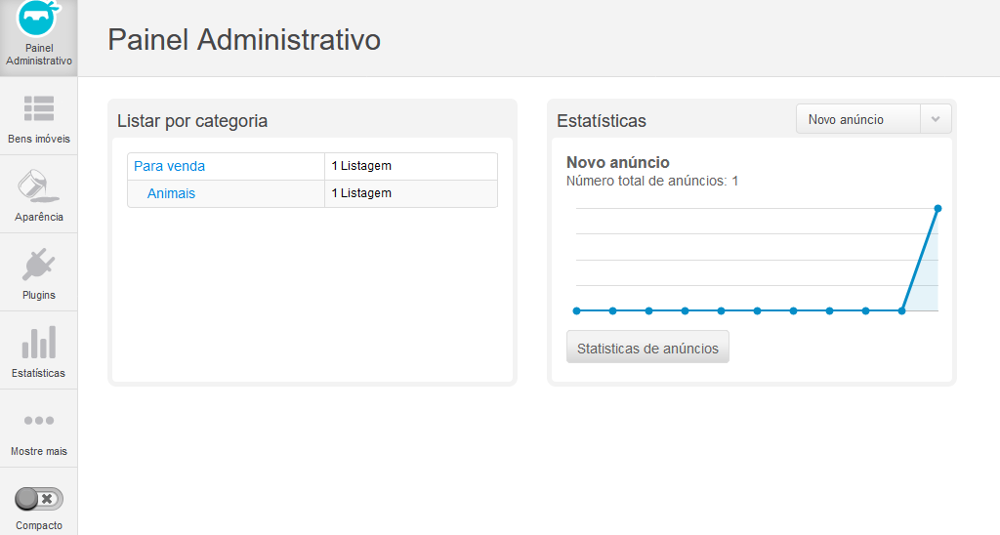 Painel
Administrativo
Bens imóveis
Aparência
Plugins
Estatísticas
Mostre mais
Compacto
Painel Administrativo
Listar por categoria
Para venda 1 Listagem
Animais 1 Listagem
Estatísticas
Novo anúncio
Novo anúncio
Número total de anúncios: 1
Statisticas de anúncios